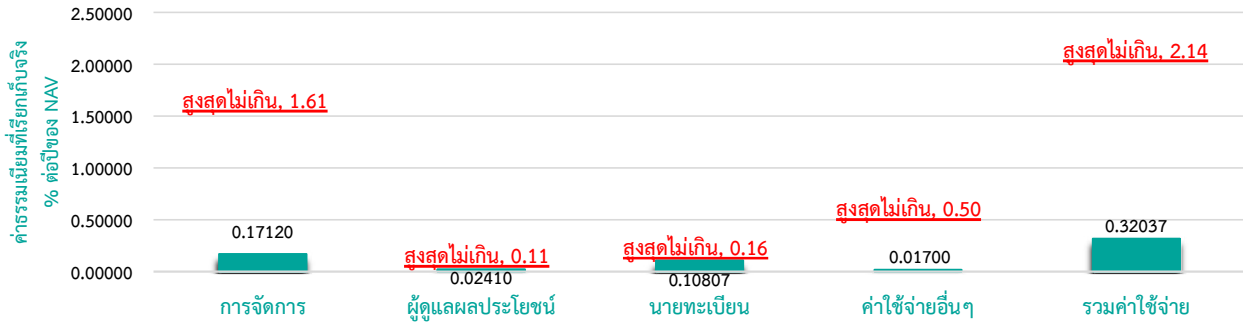 ค่าธรรมเนียมที่เรียกเก็บจริง
% ต่อปีของ NAV
2.50000
2.00000
1.50000
1.00000
0.50000
0.00000
สูงสุดไม่เกิน, 1.61
สูงสุดไม่เกิน, 0.11
สูงสุดไม่เกิน, 0.16
สูงสุดไม่เกิน, 0.50
สูงสุดไม่เกิน, 2.14
0.17120
0.02410
0.10807
0.01700
0.32037
การจัดการ
ผู้ดูแลผลประโยชน์
นายทะเบียน
ค่าใช้จ่ายอื่นๆ
รวมค่าใช้จ่าย